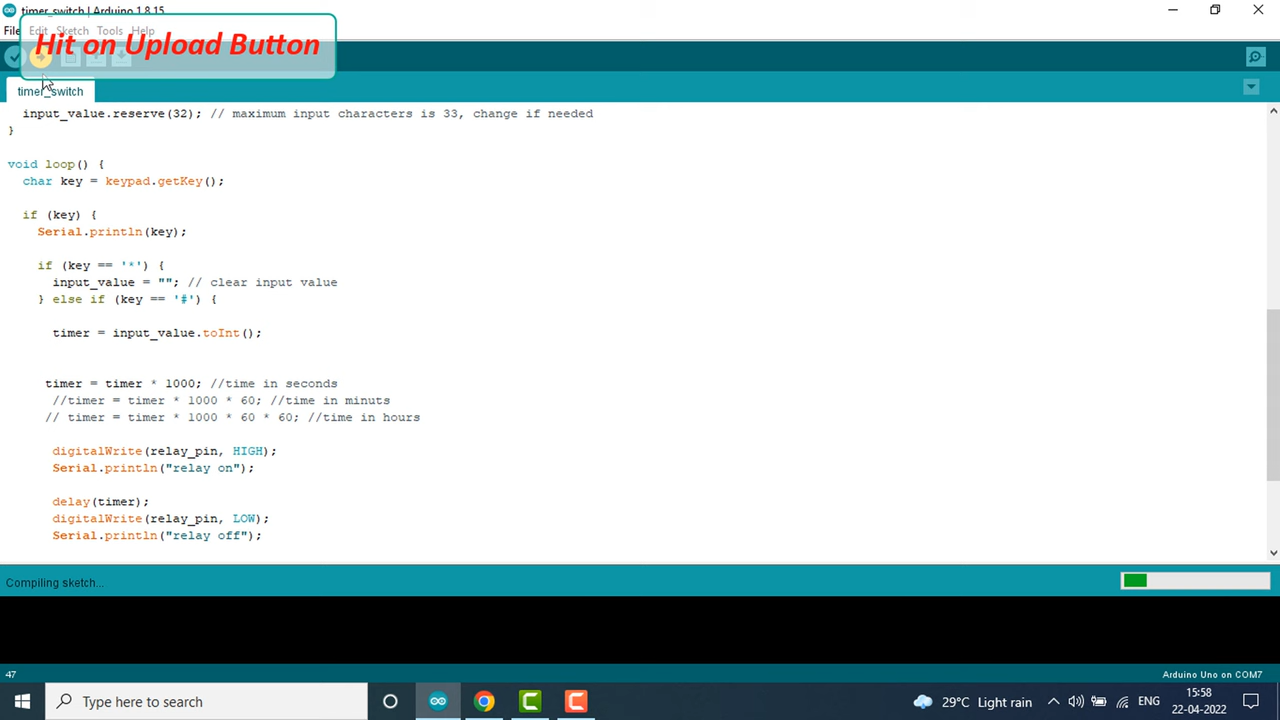 timer_switch | Arduino 1.8.15
File Edit Sketch Tools Help
Hit on Upload Button
timer_switch
input_value.reserve(32); // maximum input characters is 33, change if needed
}
void loop() {
char key = keypad.getKey();
if (key) {
Serial.println(key);
if (key == '*') {
input_value = ""; // clear input value
} else if (key == '#') {
timer = input_value.toInt();
timer = timer * 1000; //time in seconds
//timer = timer * 1000 * 60; //time in minuts
// timer = timer * 1000 * 60 * 60; //time in hours
digitalWrite(relay_pin, HIGH);
Serial.println("relay on");
delay(timer);
digitalWrite(relay_pin, LOW);
Serial.println("relay off");
Compiling sketch...
47
Arduino Uno on COM7
Type here to search
29°C Light rain
ENG
15:58
22-04-2022